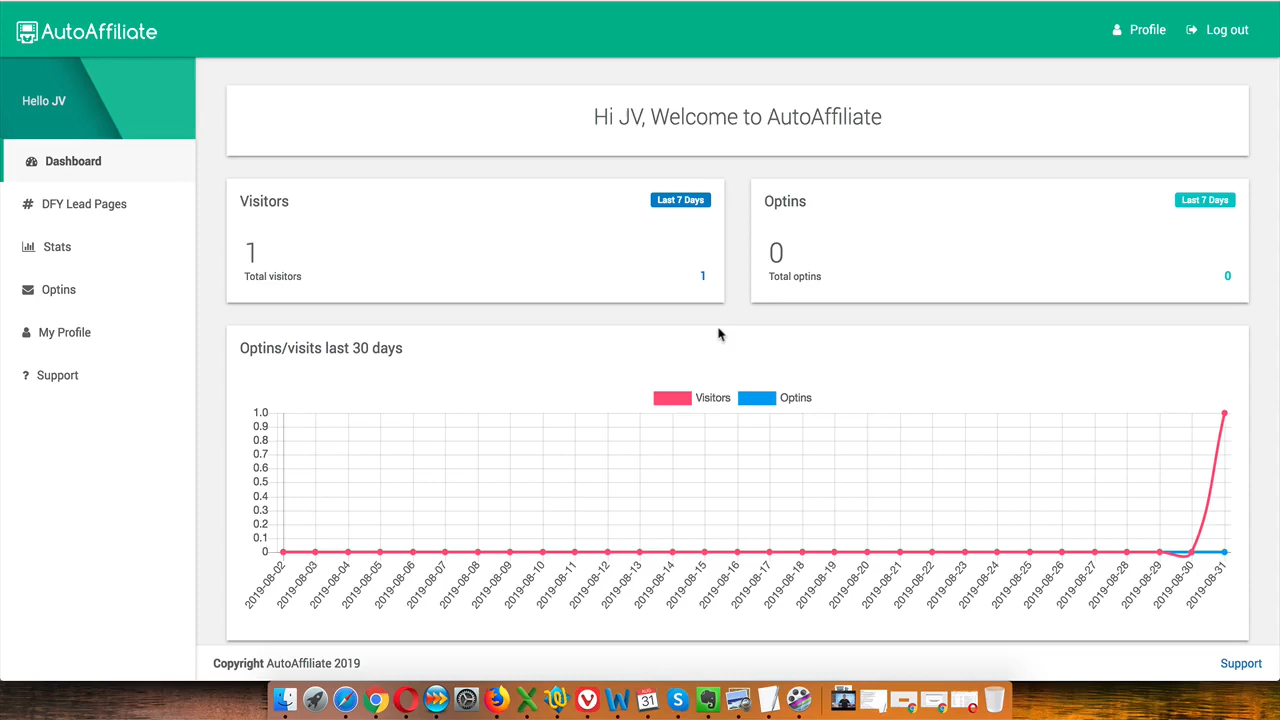 AutoAffiliate
Profile
Log out
Hello JV
Dashboard
DFY Lead Pages
Stats
Optins
My Profile
? Support
Hi JV, Welcome to AutoAffiliate
Visitors
Last 7 Days
1
Total visitors
1
Optins
Last 7 Days
0
Total optins
0
Optins/visits last 30 days
Visitors
Optins
1.0
0.9
0.8
0.7
0.6
0.5
0.4
0.3
0.2
0.1
0
2019-08-02
2019-08-03
2019-08-04
2019-08-05
2019-08-06
2019-08-07
2019-08-08
2019-08-09
2019-08-10
2019-08-11
2019-08-12
2019-08-13
2019-08-14
2019-08-15
2019-08-16
2019-08-17
2019-08-18
2019-08-19
2019-08-20
2019-08-21
2019-08-22
2019-08-23
2019-08-24
2019-08-25
2019-08-26
2019-08-27
2019-08-28
2019-08-29
2019-08-30
2019-08-31
Copyright AutoAffiliate 2019
Support
31